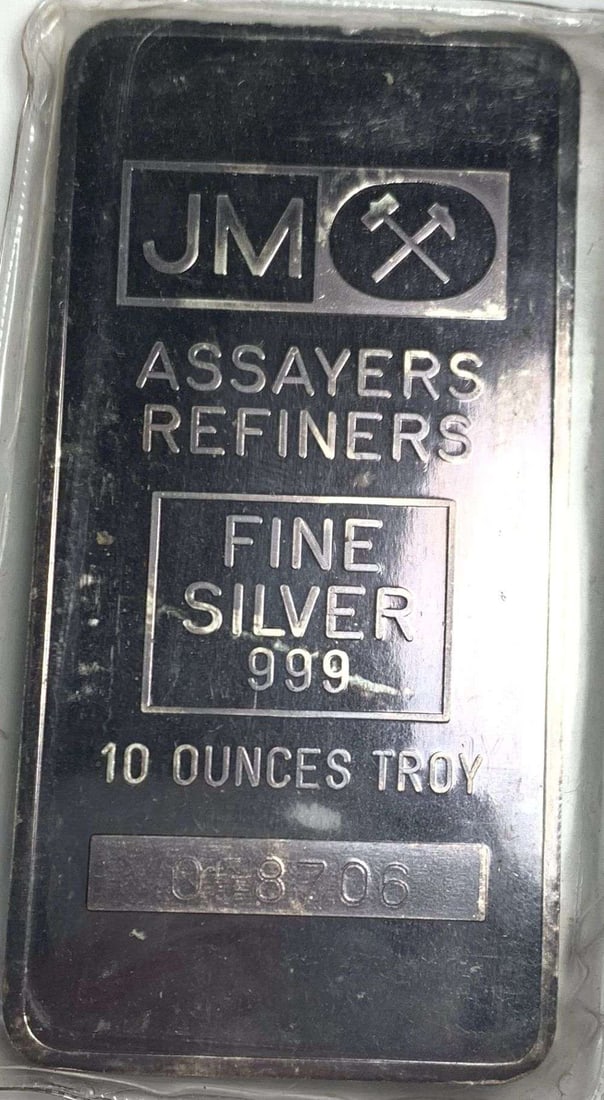 JM
ASSAYERS
REFINERS
FINE
SILVER
999
10 OUNCES TROY